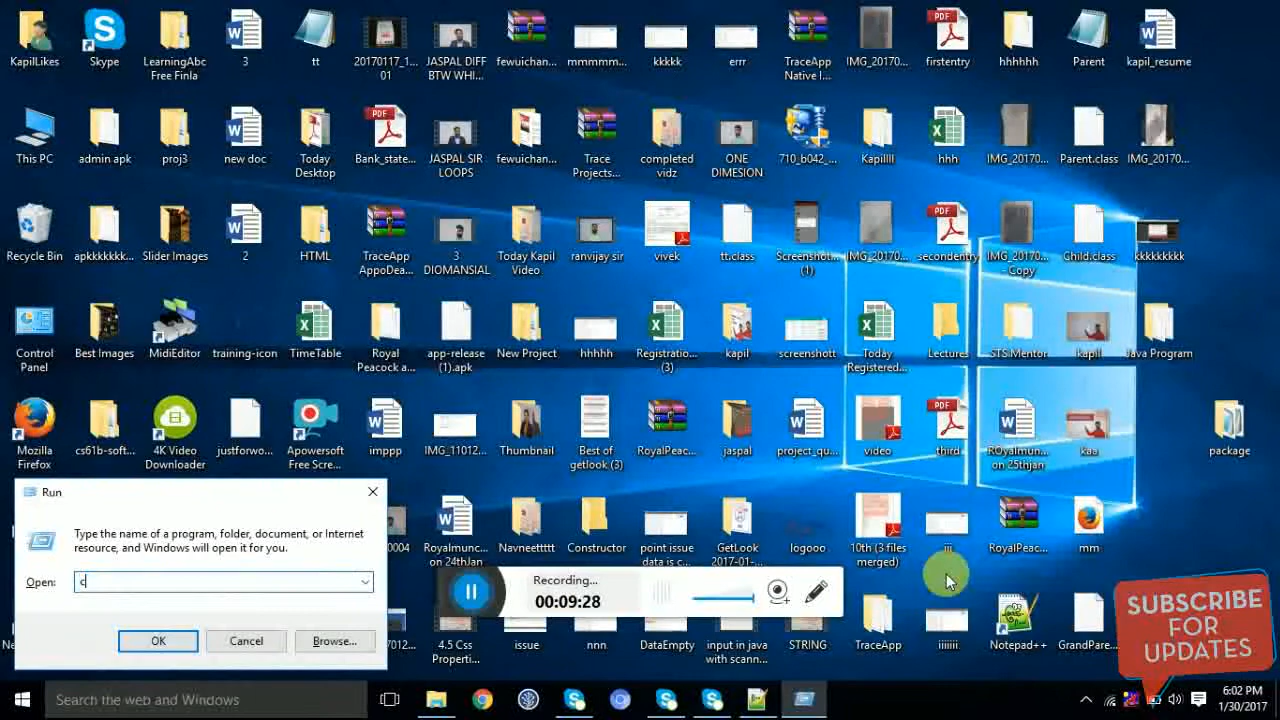 KapilLikes
Skype
LearningAbc
Free Finla
3
tt
20170117_1...
01
JASPAL DIFF
BTW WHI...
fewuichan...
mmmmm...
kkkkk
errr
TraceApp
Native I...
IMG_20170...
firstentry
hhhhhh
Parent
kapil_resume
This PC
admin apk
proj3
new doc
Today
Desktop
Bank_state...
JASPAL SIR
LOOPS
fewuichan...
Trace
Projects...
completed
vidz
ONE
DIMESION
710_b042_...
KapilIII
hhh
IMG_20170...
Parent.class
IMG_20170...
Recycle Bin
apkkkkkkk...
Slider Images
2
HTML
TraceApp
AppoDea...
3
DIOMANSIAL
Today Kapil
Video
ranvijay sir
vivek
tt.class
Screenshot...
(1)
IMG_20170...
secondentry
IMG_20170...
- Copy
Child.class
kkkkkkkkk
Control
Panel
Best Images
MidiEditor
training-icon
TimeTable
Royal
Peacock a...
app-release
(1).apk
New Project
hhhhh
Registratio...
(3)
kapil
screenshott
Today
Registered...
Lectures
STS Mentor
kapil
Java Program
Mozilla
Firefox
cs61b-soft...
4K Video
Downloader
justforwor...
Apowersoft
Free Scre...
imppp
IMG_11012...
Thumbnail
Best of
getlook (3)
RoyalPeac...
jaspal
project_qu...
video
third
ROyalmun...
on 25thjan
kaa
package
Run
Type the name of a program, folder, document, or Internet
resource, and Windows will open it for you.
Open:
c
OK
Cancel
Browse...
0004
Royalmunc...
on 24thJan
Navneettttt
Constructor
point issue
data is c...
GetLook
2017-01-...
logooo
10th (3 files
merged)
iii
RoyalPeac...
mm
Recording...
00:09:28
Ne
7012...
4.5 Css
Properti...
issue
nnn
DataEmpty
input in java
with scann...
STRING
TraceApp
iiiiiii
Notepad++
GrandPare...
SUBSCRIBE
FOR
UPDATES
Search the web and Windows
6:02 PM
1/30/2017